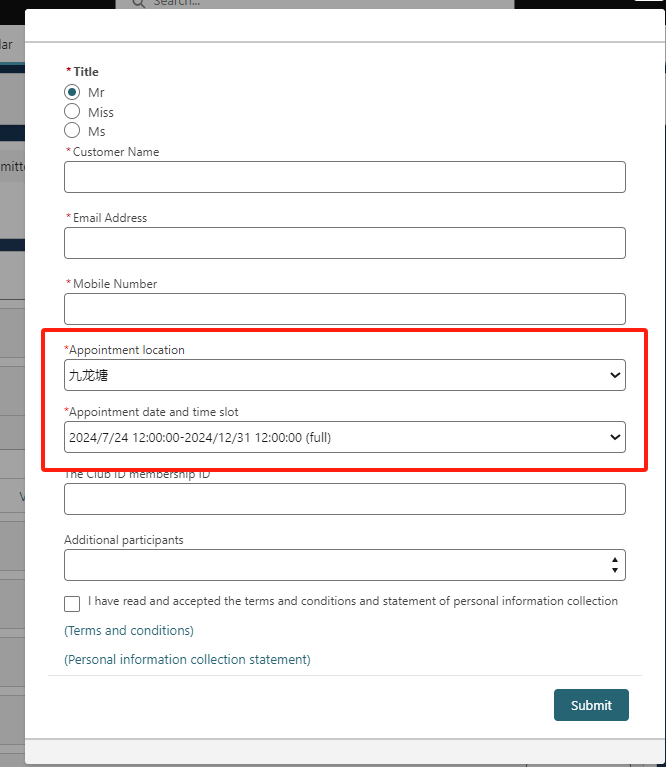 Search...
lar
* Title
Mr
Miss
Ms
* Customer Name
* Email Address
* Mobile Number
*Appointment location
九龙塘
*Appointment date and time slot
2024/7/24 12:00:00-2024/12/31 12:00:00 (full)
The Club ID membership ID
Additional participants
I have read and accepted the terms and conditions and statement of personal information collection
(Terms and conditions)
(Personal information collection statement)
Submit